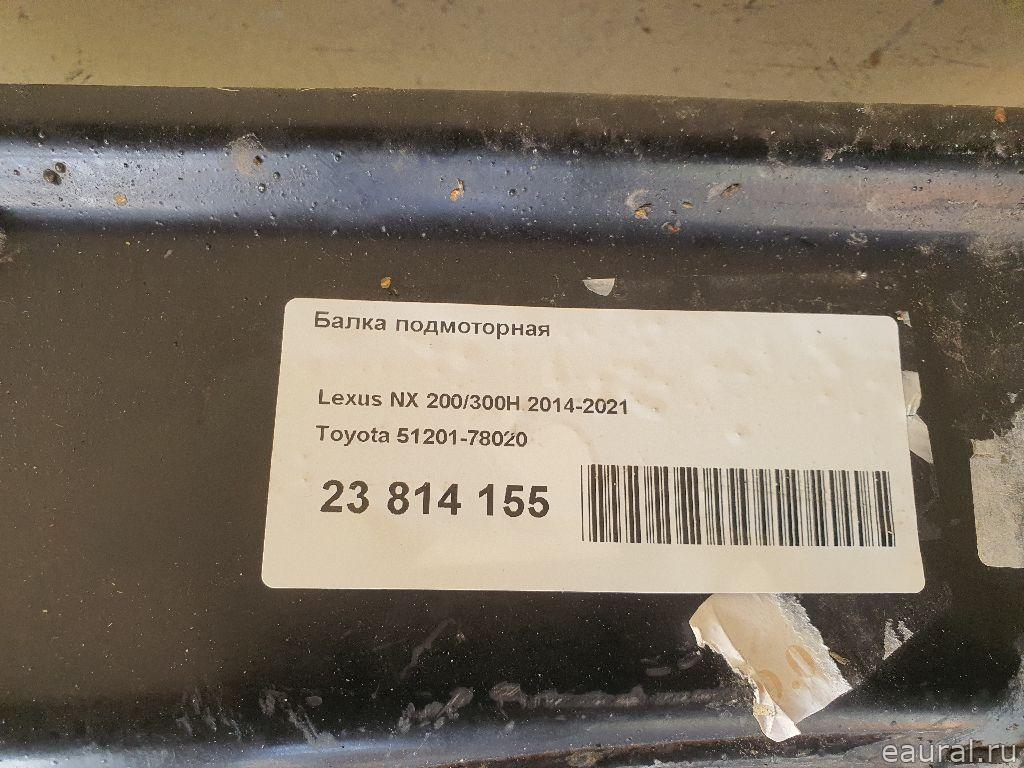 Балка подмоторная
Lexus NX 200/300H 2014-2021
Toyota 51201-78020
23 814 155
eaural.ru